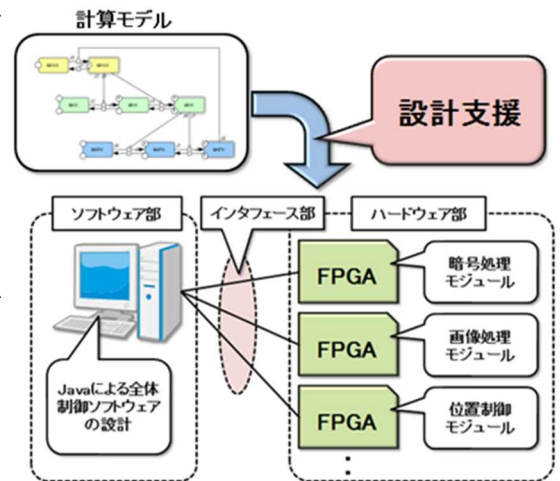 計算モデル
設計支援
ソフトウェア部
インタフェース部
ハードウェア部
FPGA
暗号処理
モジュール
FPGA
画像処理
モジュール
Javaによる全体
制御ソフトウェア
の設計
FPGA
位置制御
モジュール